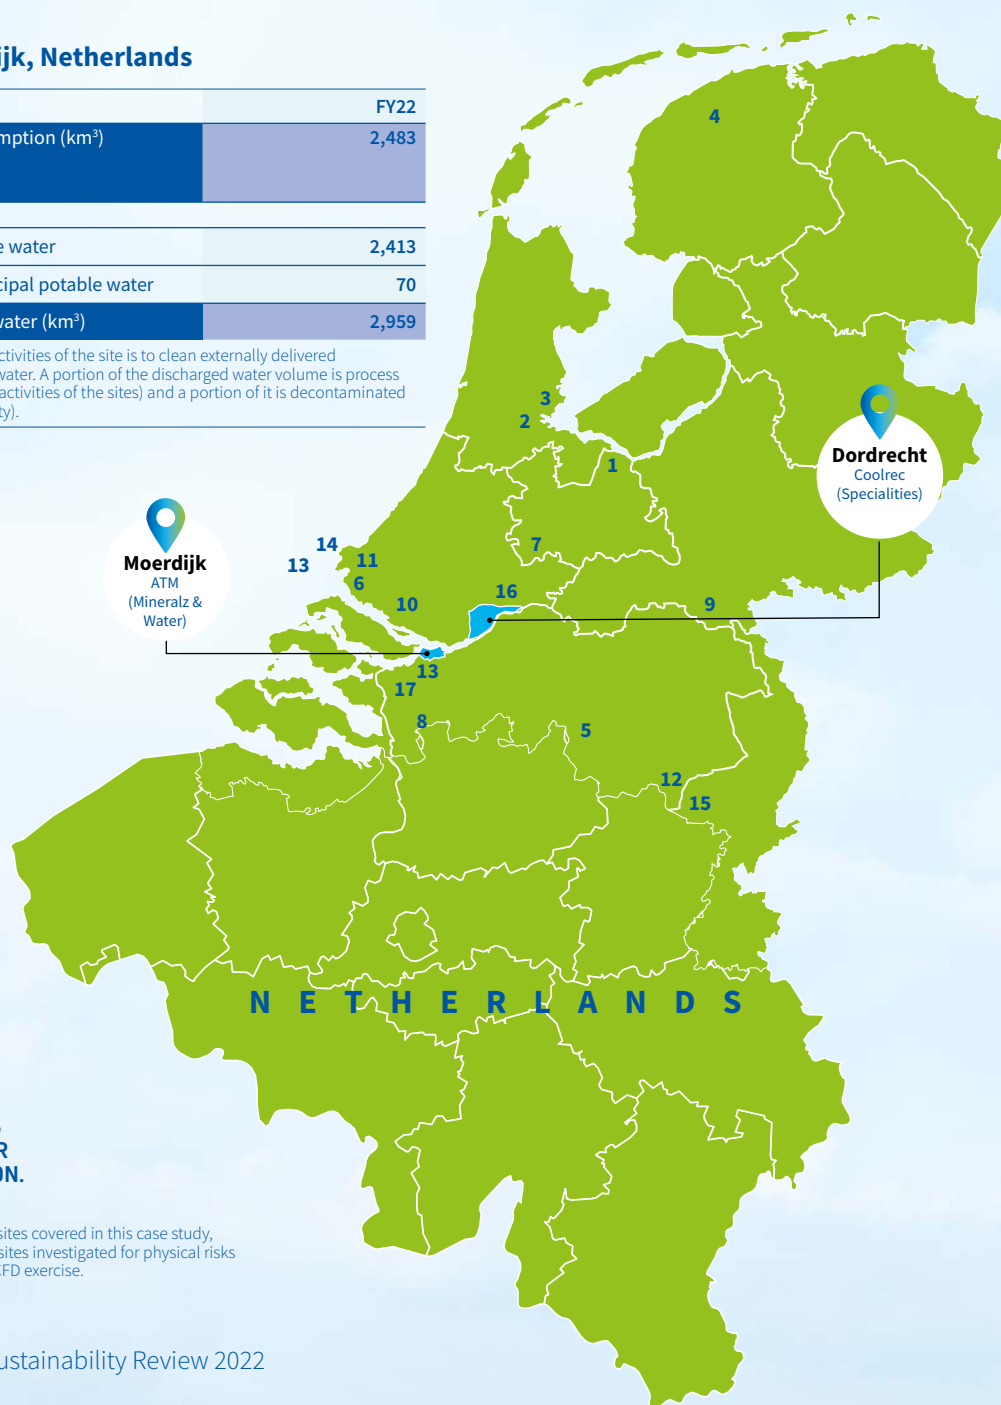 ijk, Netherlands
FY22
mption (km³)
2,483
e water
2,413
cipal potable water
70
water (km³)
2,959
ctivities of the site is to clean externally delivered
water. A portion of the discharged water volume is process
activities of the sites) and a portion of it is decontaminated
ty).
4
3
2
1
Dordrecht
Coolrec
(Specialities)
Moerdijk
ATM
(Mineralz &
Water)
14
13
11
6
7
10
16
9
13
17
8
5
12
15
NETHERLANDS
R
ON.
sites covered in this case study,
sites investigated for physical risks
CFD exercise.
ustainability Review 2022